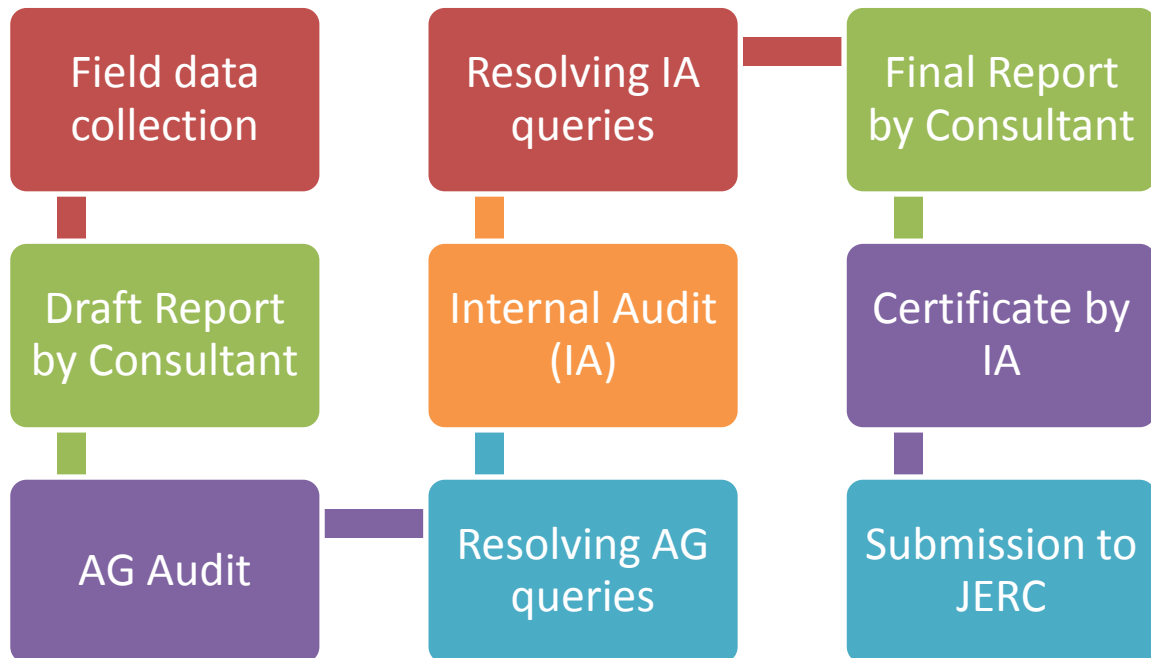 Field data
collection
Draft Report
by Consultant
AG Audit
Resolving AG
queries
Internal Audit
(IA)
Resolving IA
queries
Final Report
by Consultant
Certificate by
IA
Submission to
JERC